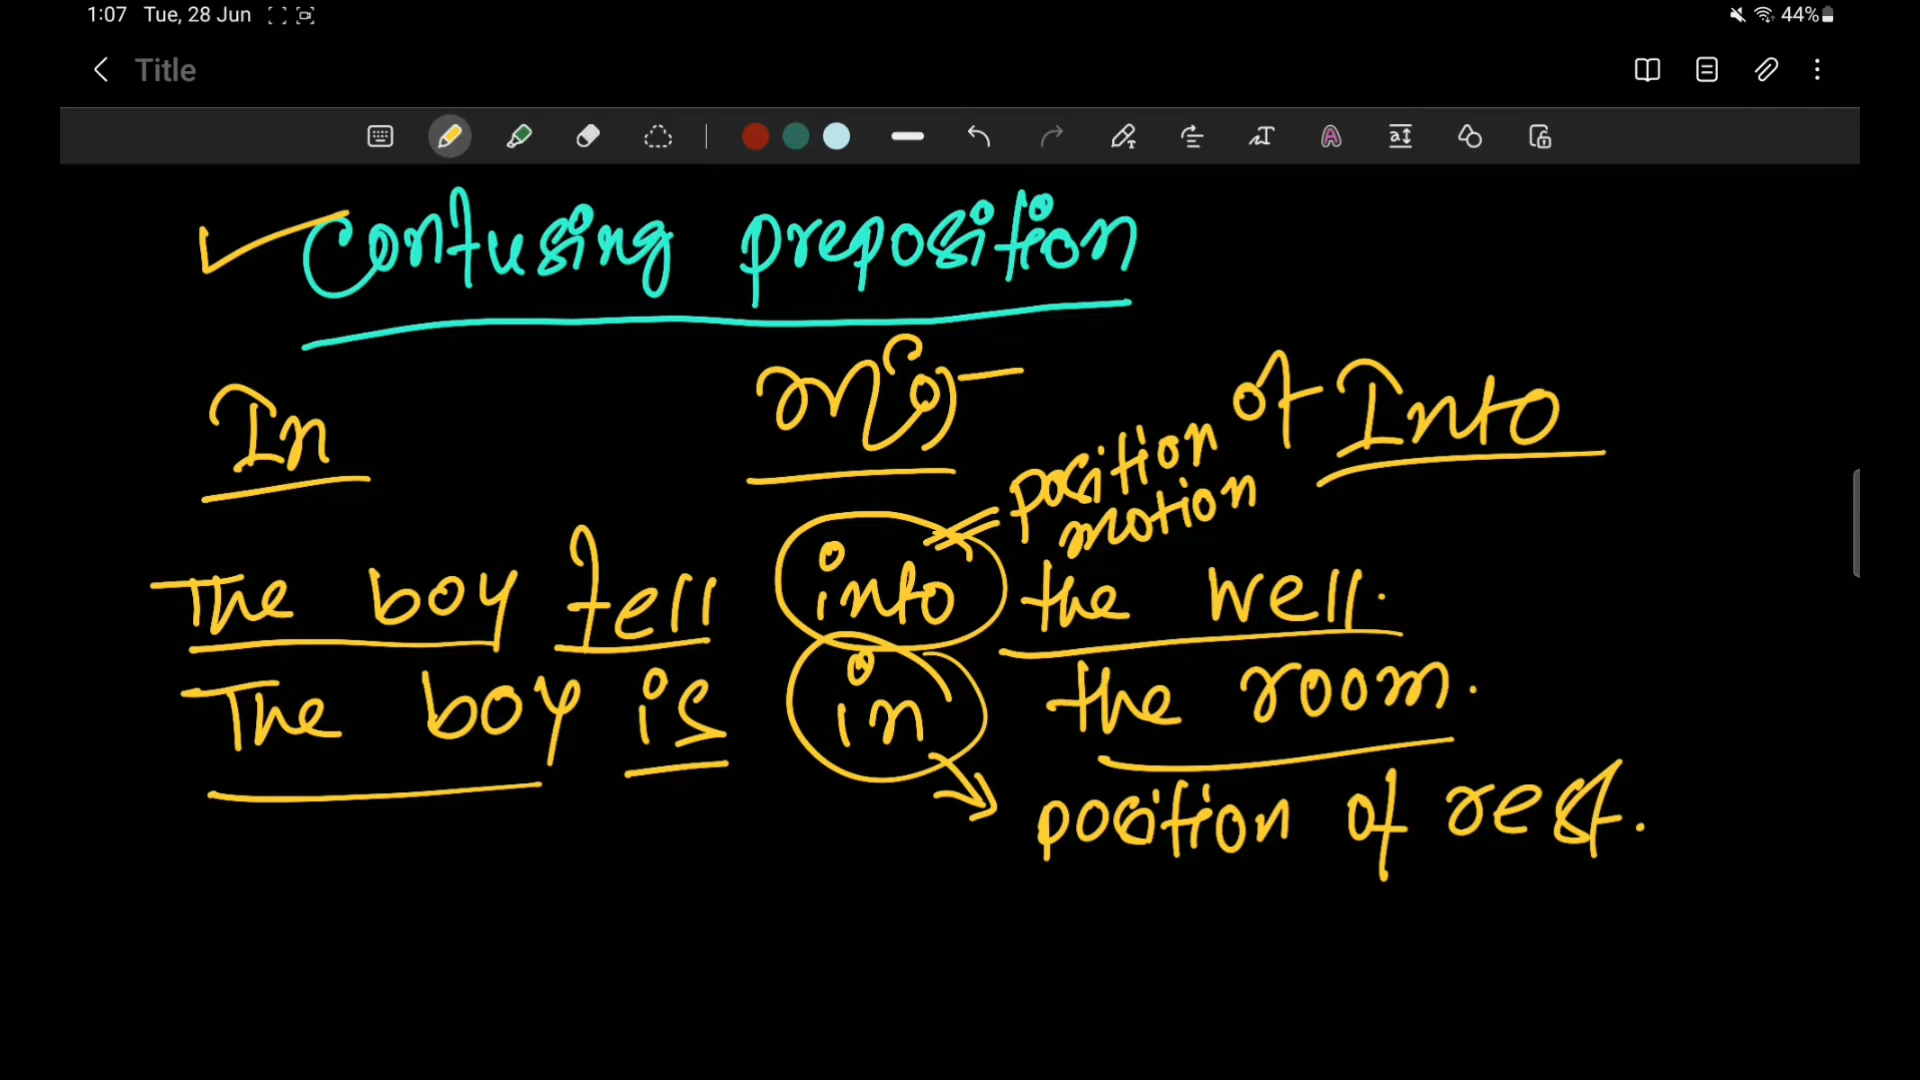 1:07 Tue, 28 Jun 44%
Title
Confusing preposition
In of Into
position
motion
The boy fell into the well.
The boy is in the room.
position of rest.